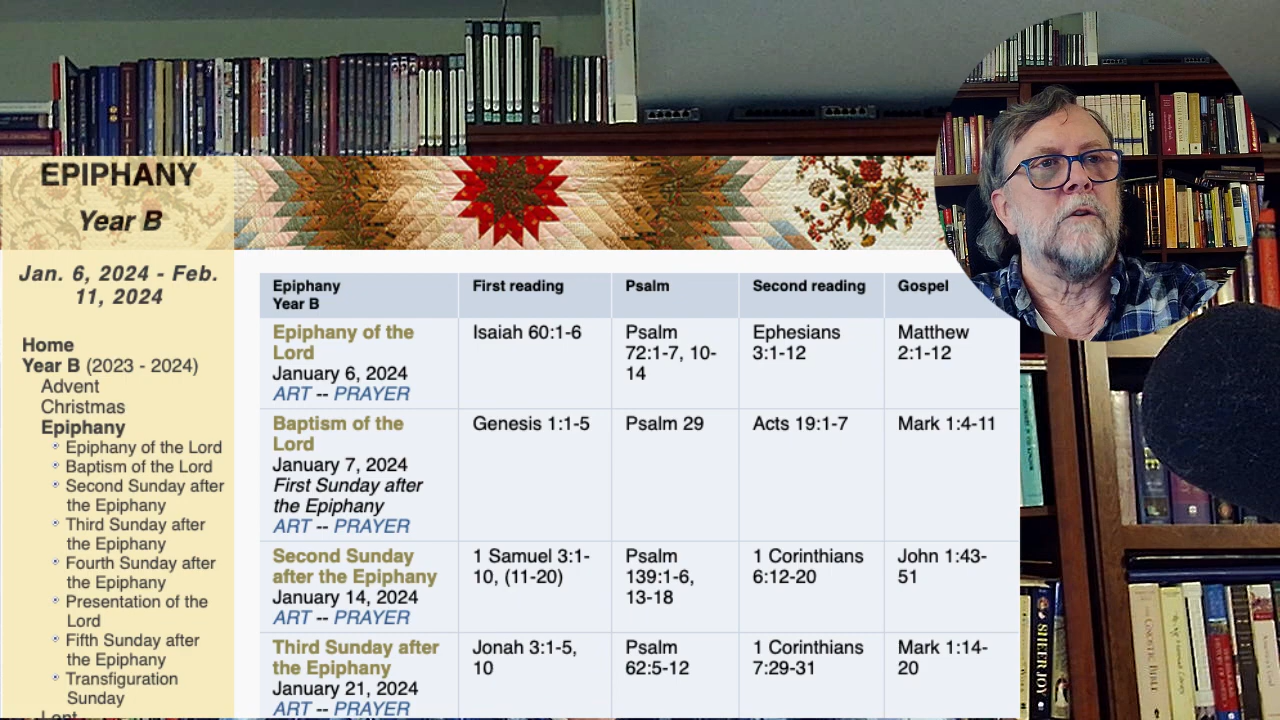 EPIPHANY
Year B
Jan. 6, 2024 - Feb.
11, 2024
Home
Year B (2023 - 2024)
Advent
Christmas
Epiphany
Epiphany of the Lord
Baptism of the Lord
Second Sunday after
the Epiphany
Third Sunday after
the Epiphany
Fourth Sunday after
the Epiphany
Presentation of the
Lord
Fifth Sunday after
the Epiphany
Transfiguration
Sunday
Lent
Epiphany
Year B
First reading
Psalm
Second reading
Gospel
Epiphany of the
Lord
January 6, 2024
ART -- PRAYER
Isaiah 60:1-6
Psalm
72:1-7, 10-
14
Ephesians
3:1-12
Matthew
2:1-12
Baptism of the
Lord
January 7, 2024
First Sunday after
the Epiphany
ART -- PRAYER
Genesis 1:1-5
Psalm 29
Acts 19:1-7
Mark 1:4-11
Second Sunday
after the Epiphany
January 14, 2024
ART -- PRAYER
1 Samuel 3:1-
10, (11-20)
Psalm
139:1-6,
13-18
1 Corinthians
6:12-20
John 1:43-
51
Third Sunday after
the Epiphany
January 21, 2024
ART -- PRAYER
Jonah 3:1-5,
10
Psalm
62:5-12
1 Corinthians
7:29-31
Mark 1:14-
20
SHEER JOY
GNOSTIC BIBLE